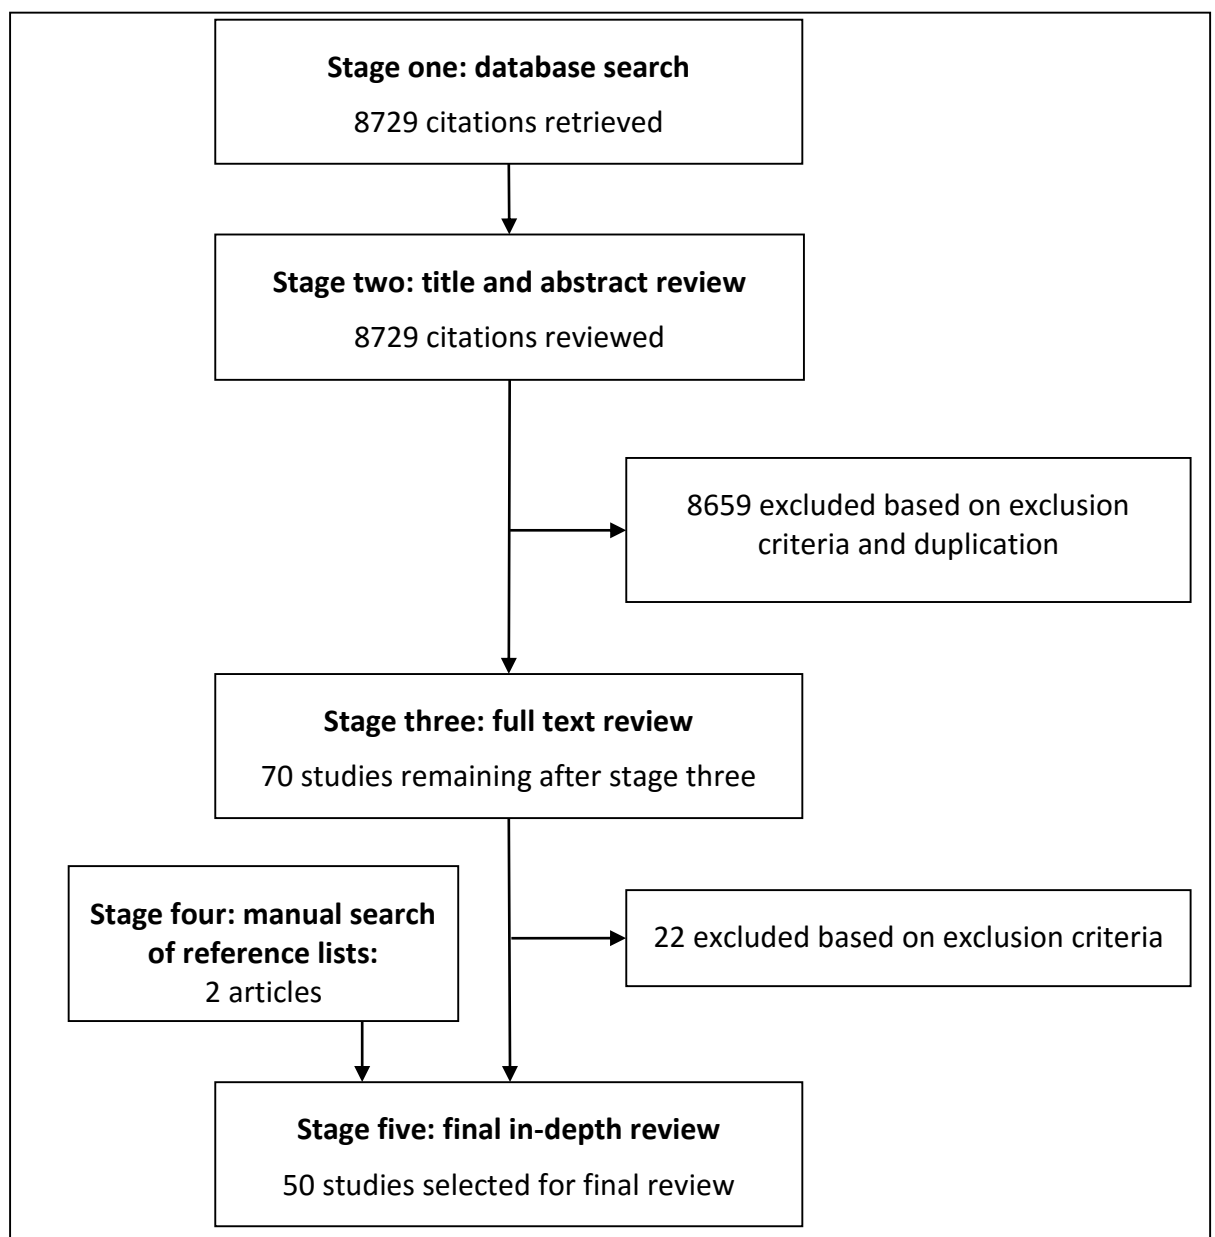 Stage one: database search
8729 citations retrieved
Stage two: title and abstract review
8729 citations reviewed
8659 excluded based on exclusion
criteria and duplication
Stage three: full text review
70 studies remaining after stage three
Stage four: manual search
of reference lists:
2 articles
22 excluded based on exclusion criteria
Stage five: final in-depth review
50 studies selected for final review